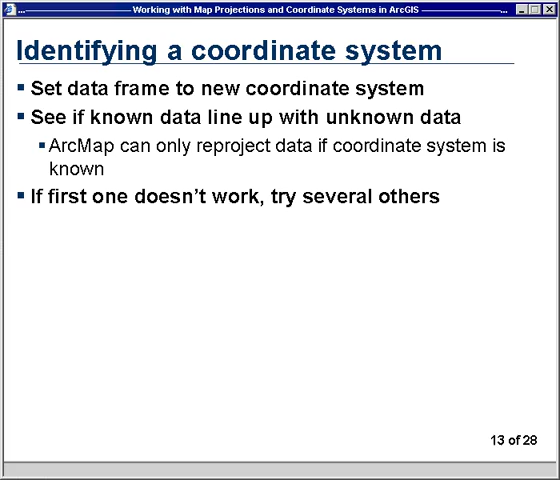 ... Working with Map Projections and Coordinate Systems in ArcGIS ...
Identifying a coordinate system
▪ Set data frame to new coordinate system
▪ See if known data line up with unknown data
▪ ArcMap can only reproject data if coordinate system is
known
▪ If first one doesn't work, try several others
13 of 28